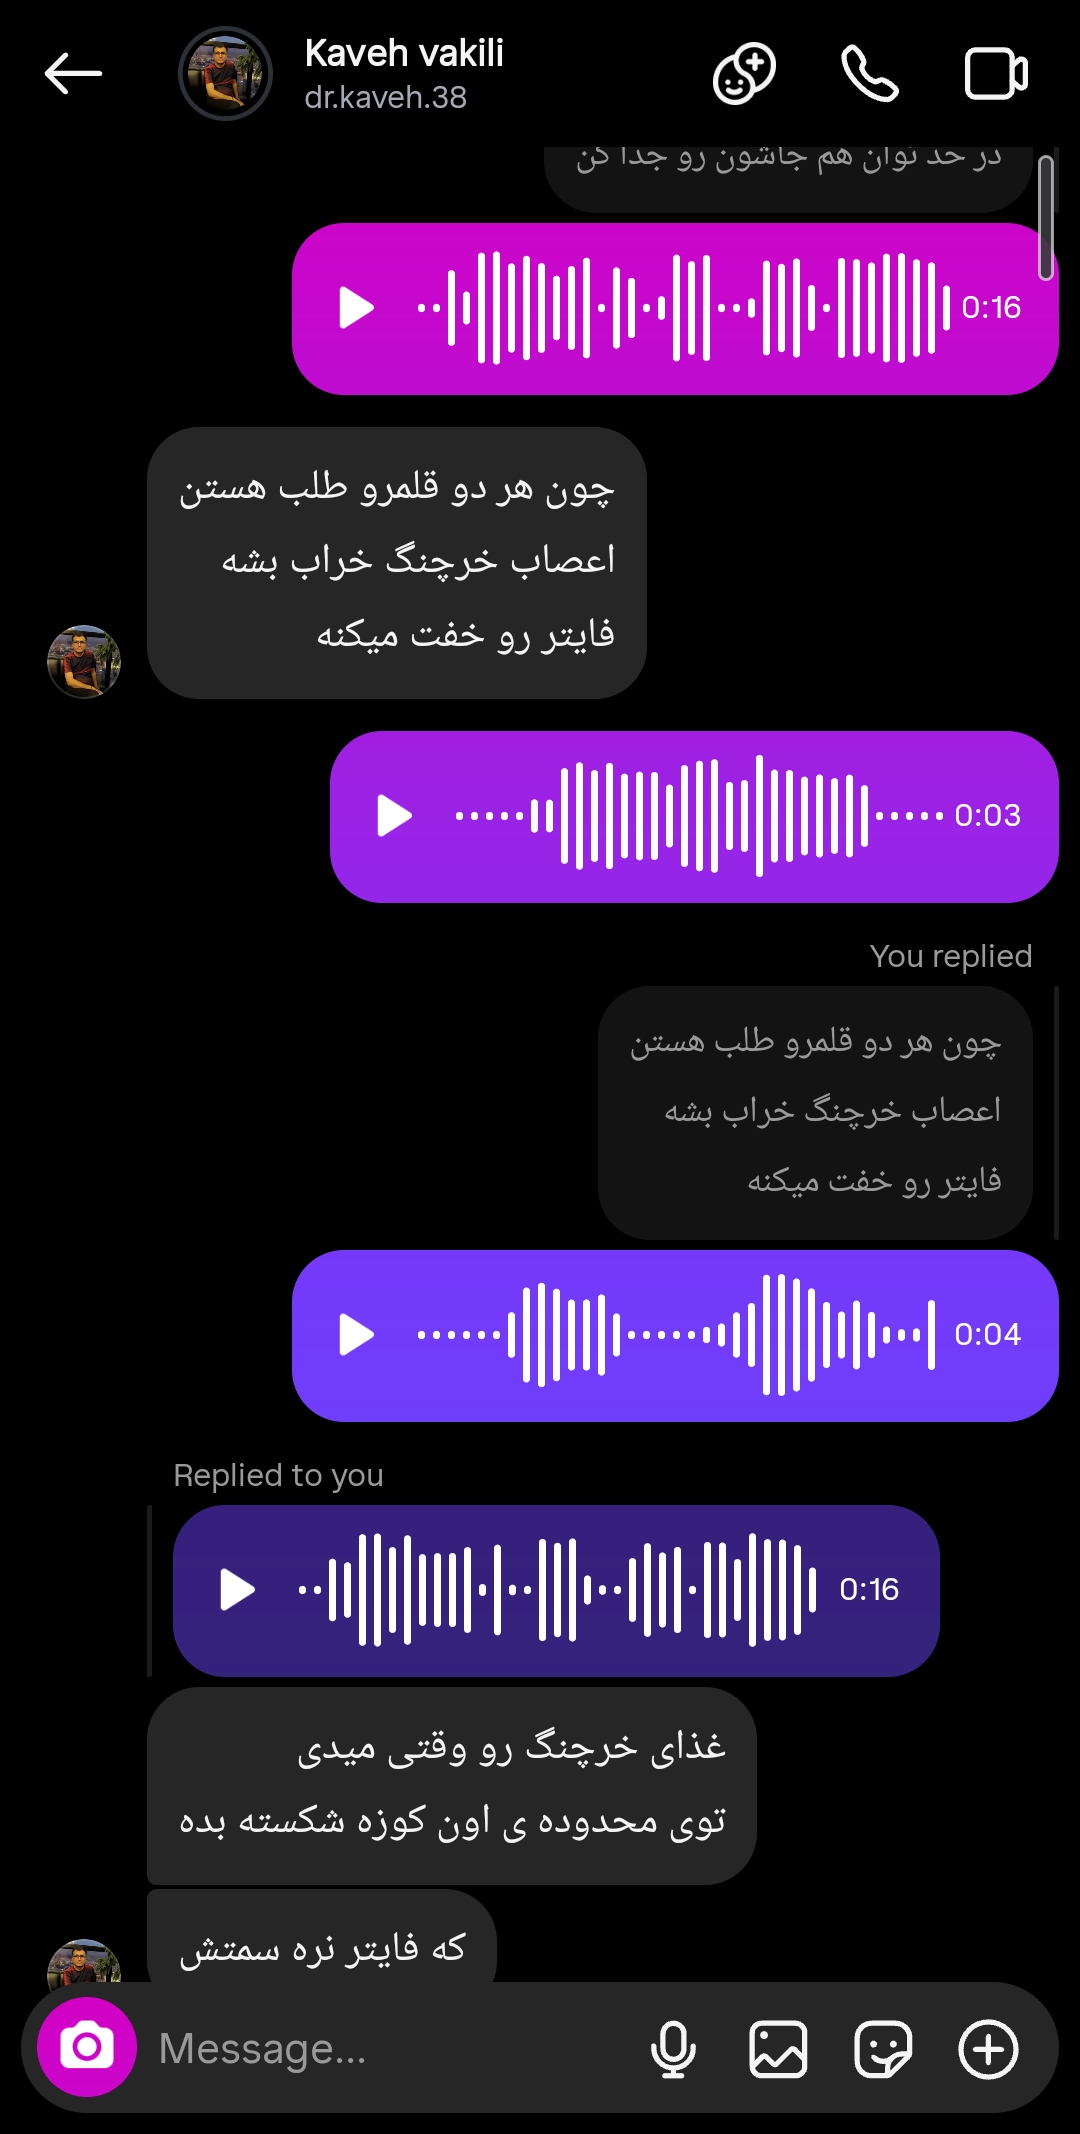 Kaveh vakili
dr.kaveh.38
در حد توان هم جاشون رو جدا کن
0:16
چون هر دو قلمرو طلب هستن
اعصاب خرچنگ خراب بشه
فایتر رو خفت میکنه
0:03
You replied
چون هر دو قلمرو طلب هستن
اعصاب خرچنگ خراب بشه
فایتر رو خفت میکنه
0:04
Replied to you
0:16
غذای خرچنگ رو وقتی میدی
توی محدوده ی اون کوزه شکسته بده
که فایتر نره سمتش
Message...